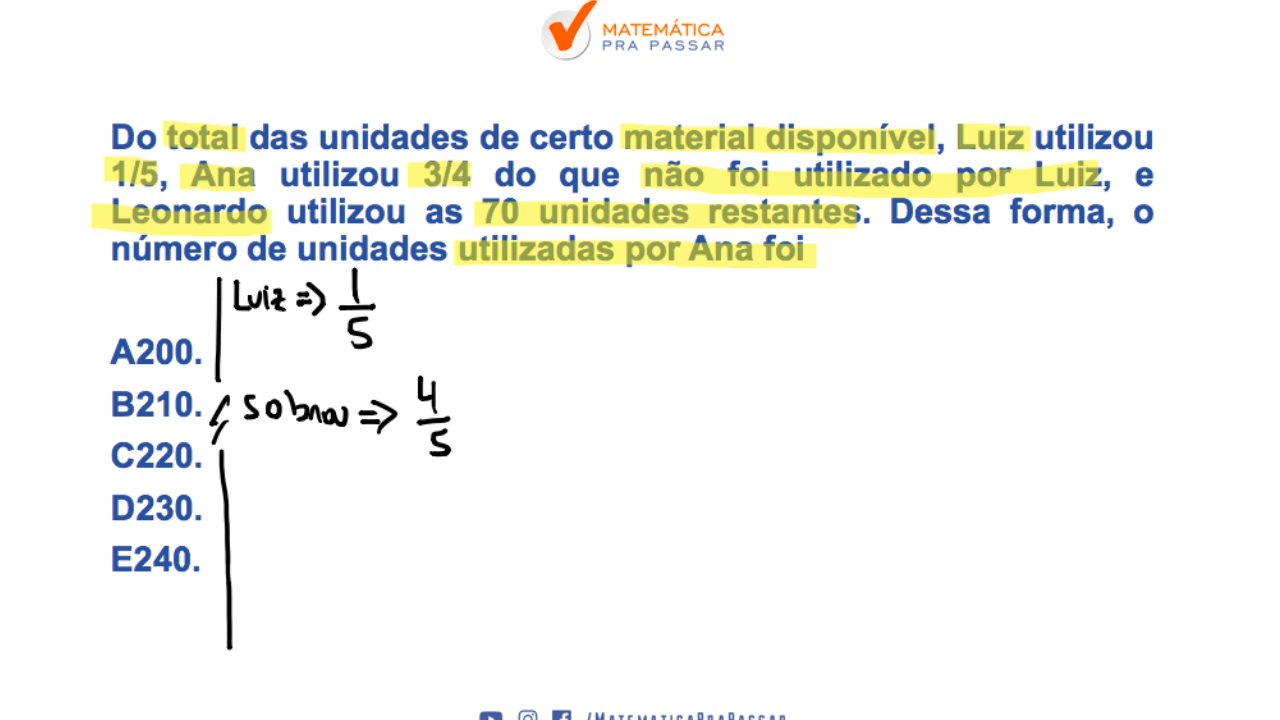 MATEMÁTICA
PRA PASSAR
Do total das unidades de certo material disponível, Luiz utilizou
1/5, Ana utilizou 3/4 do que não foi utilizado por Luiz, e
Leonardo utilizou as 70 unidades restantes. Dessa forma, o
número de unidades utilizadas por Ana foi
Luiz => 1/5
A200.
B210.
sobrou => 4/5
C220.
D230.
E240.
/MATEMATICAPRAPASSAR